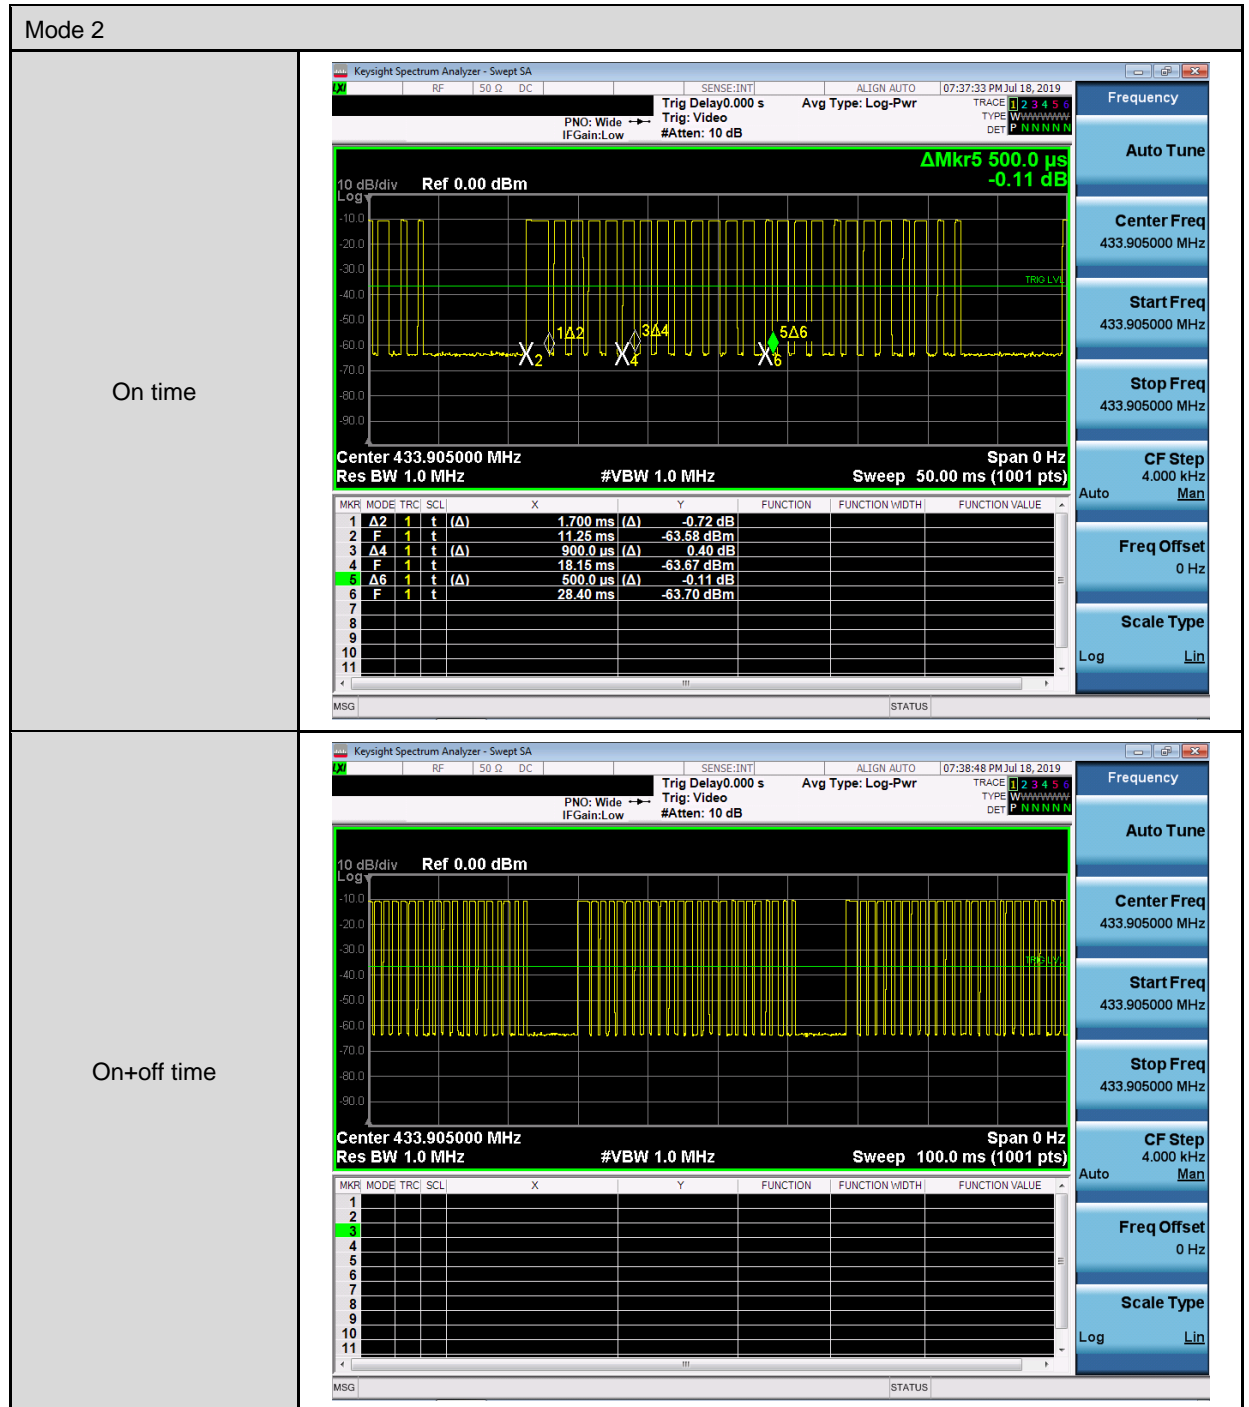 Mode 2
On time
Keysight Spectrum Analyzer - Swept SA
LXI RF 50 Ω DC SENSE:INT ALIGN AUTO 07:37:33 PM Jul 18, 2019
Trig Delay0.000 s Avg Type: Log-Pwr TRACE 1 2 3 4 5 6
PNO: Wide Trig: Video TYPE WWWWWW
IFGain:Low #Atten: 10 dB DET P N N N N N
ΔMkr5 500.0 µs
-0.11 dB
10 dB/div Ref 0.00 dBm
Log
-10.0
-20.0
-30.0
TRIG LVL
-40.0
-50.0
-60.0
1Δ2 3Δ4 5Δ6
2 4 6
-70.0
-80.0
-90.0
Center 433.905000 MHz Span 0 Hz
Res BW 1.0 MHz #VBW 1.0 MHz Sweep 50.00 ms (1001 pts)
MKR MODE TRC SCL X Y FUNCTION FUNCTION WIDTH FUNCTION VALUE
1 Δ2 1 t (Δ) 1.700 ms (Δ) -0.72 dB
2 F 1 t 11.25 ms -63.58 dBm
3 Δ4 1 t (Δ) 900.0 µs (Δ) 0.40 dB
4 F 1 t 18.15 ms -63.67 dBm
5 Δ6 1 t (Δ) 500.0 µs (Δ) -0.11 dB
6 F 1 t 28.40 ms -63.70 dBm
7
8
9
10
11
MSG STATUS
Frequency
Auto Tune
Center Freq
433.905000 MHz
Start Freq
433.905000 MHz
Stop Freq
433.905000 MHz
CF Step
4.000 kHz
Auto Man
Freq Offset
0 Hz
Scale Type
Log Lin
On+off time
Keysight Spectrum Analyzer - Swept SA
LXI RF 50 Ω DC SENSE:INT ALIGN AUTO 07:38:48 PM Jul 18, 2019
Trig Delay0.000 s Avg Type: Log-Pwr TRACE 1 2 3 4 5 6
PNO: Wide Trig: Video TYPE WWWWWW
IFGain:Low #Atten: 10 dB DET P N N N N N
10 dB/div Ref 0.00 dBm
Log
-10.0
-20.0
-30.0
TRIG LVL
-40.0
-50.0
-60.0
-70.0
-80.0
-90.0
Center 433.905000 MHz Span 0 Hz
Res BW 1.0 MHz #VBW 1.0 MHz Sweep 100.0 ms (1001 pts)
MKR MODE TRC SCL X Y FUNCTION FUNCTION WIDTH FUNCTION VALUE
1
2
3
4
5
6
7
8
9
10
11
MSG STATUS
Frequency
Auto Tune
Center Freq
433.905000 MHz
Start Freq
433.905000 MHz
Stop Freq
433.905000 MHz
CF Step
4.000 kHz
Auto Man
Freq Offset
0 Hz
Scale Type
Log Lin